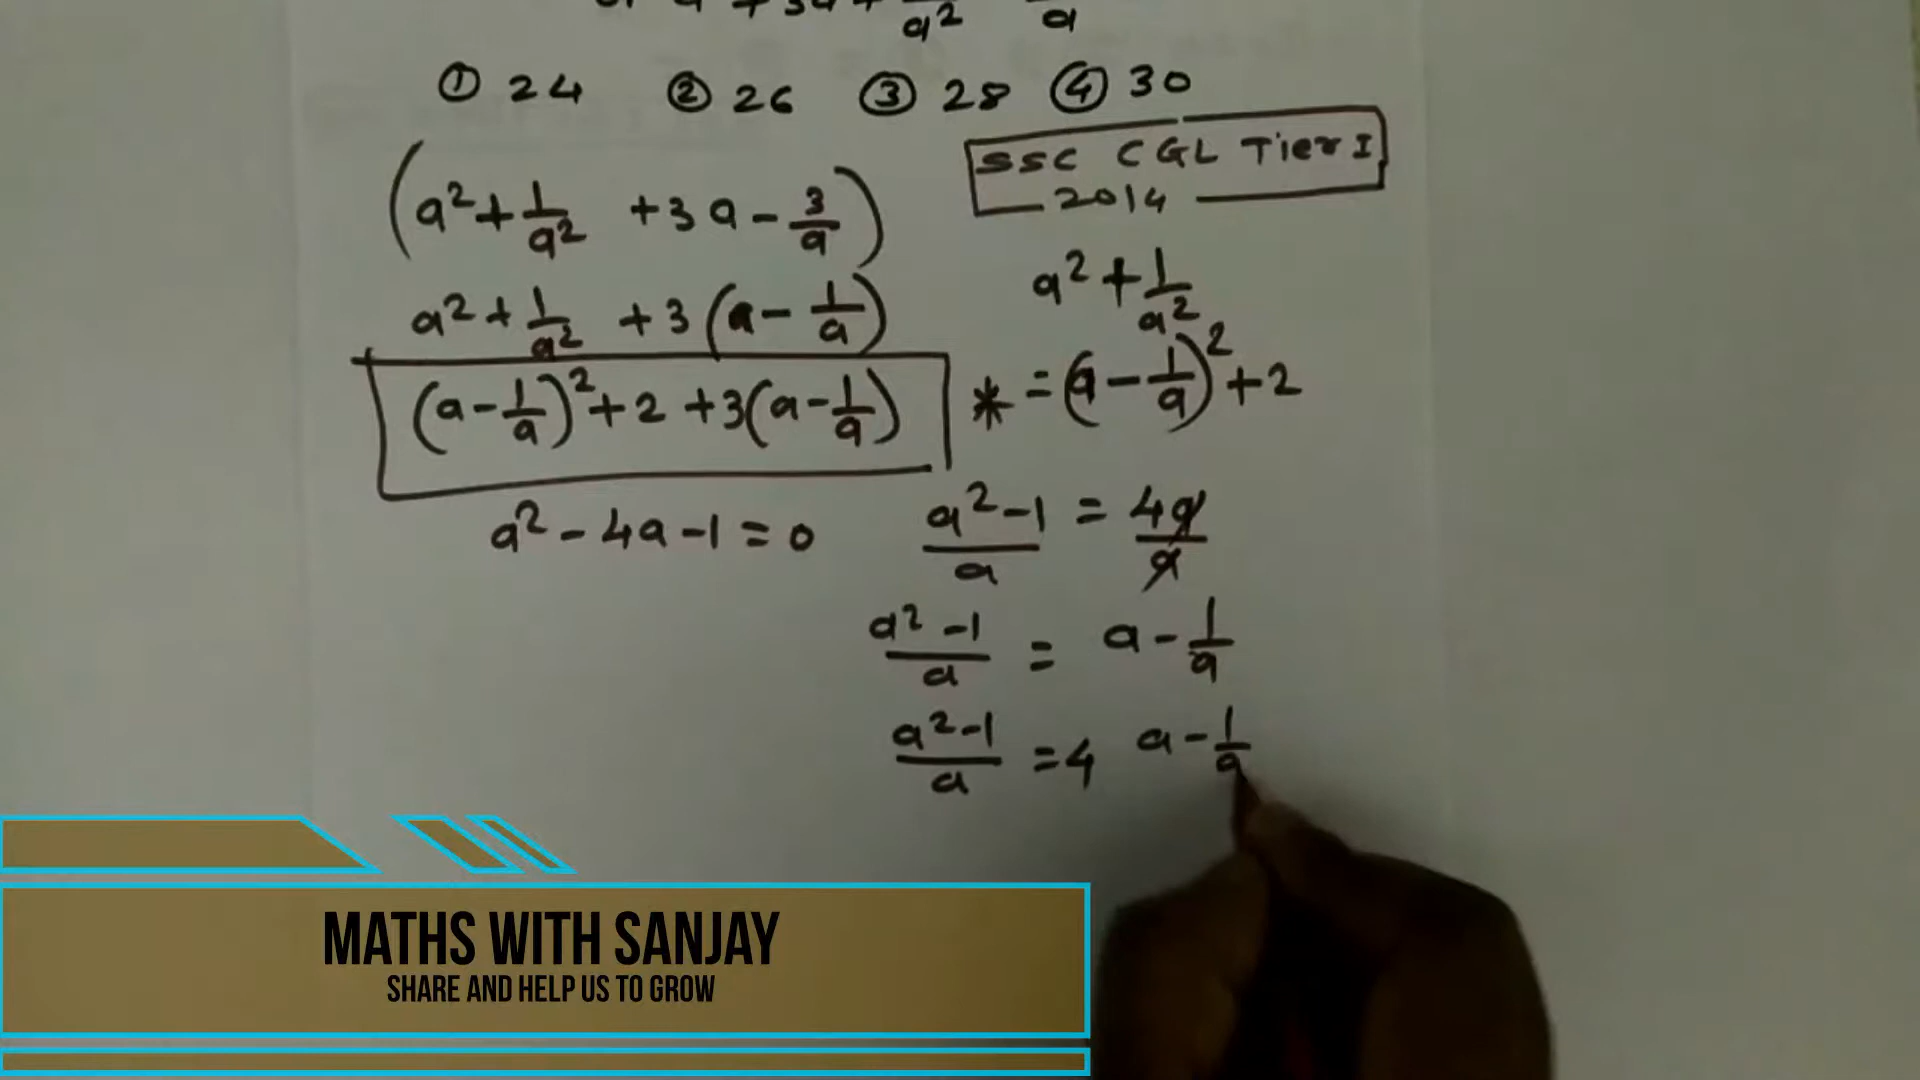 a² a
① 24 ② 26 ③ 28 ④ 30
SSC CGL Tier I
2014
(a² + 1/a² + 3a - 3/a)
a² + 1/a² + 3(a - 1/a)
(a - 1/a)² + 2 + 3(a - 1/a)
a² - 4a - 1 = 0
a² + 1/a²
* = (a - 1/a)² + 2
a² - 1/a = 4a/a
a² - 1/a = a - 1/a
a² - 1/a = 4 a - 1/a
MATHS WITH SANJAY
SHARE AND HELP US TO GROW